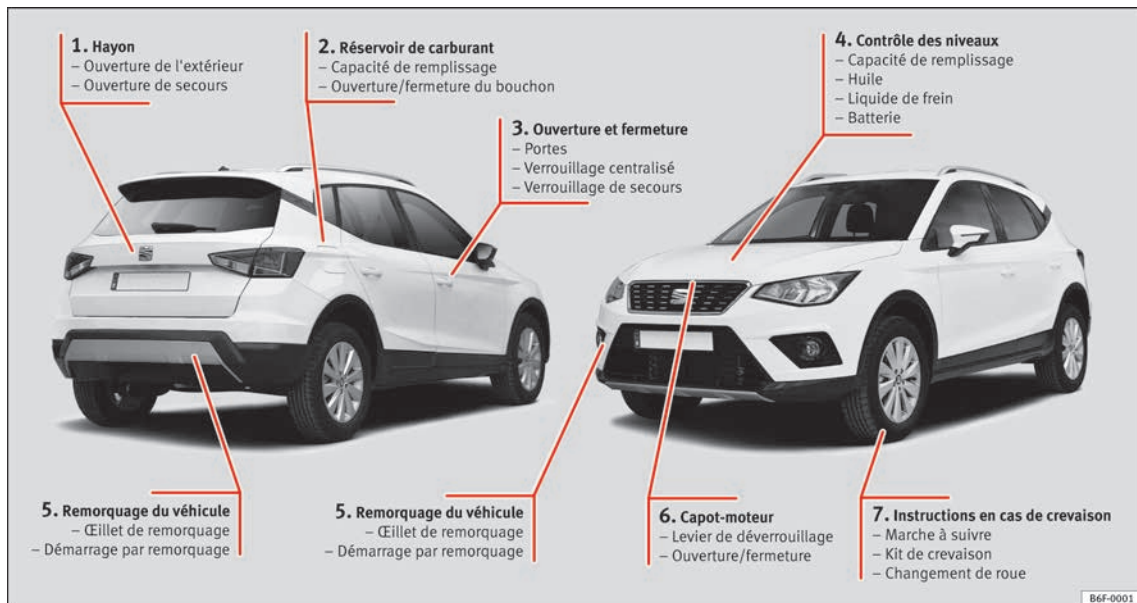 1. Hayon
– Ouverture de l'extérieur
– Ouverture de secours
2. Réservoir de carburant
– Capacité de remplissage
– Ouverture/fermeture du bouchon
3. Ouverture et fermeture
– Portes
– Verrouillage centralisé
– Verrouillage de secours
4. Contrôle des niveaux
– Capacité de remplissage
– Huile
– Liquide de frein
– Batterie
5. Remorquage du véhicule
– Œillet de remorquage
– Démarrage par remorquage
5. Remorquage du véhicule
– Œillet de remorquage
– Démarrage par remorquage
6. Capot-moteur
– Levier de déverrouillage
– Ouverture/fermeture
7. Instructions en cas de crevaison
– Marche à suivre
– Kit de crevaison
– Changement de roue
B6F-0001